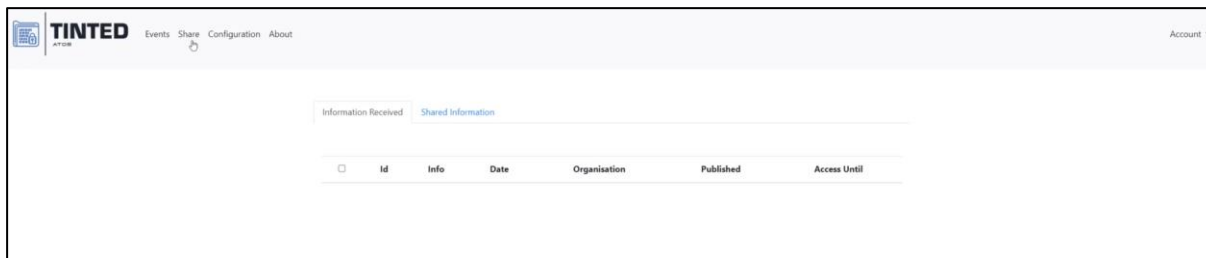 TINTED
ATOR
Events Share Configuration About
Account
Information Received Shared Information
Id Info Date Organisation Published Access Until